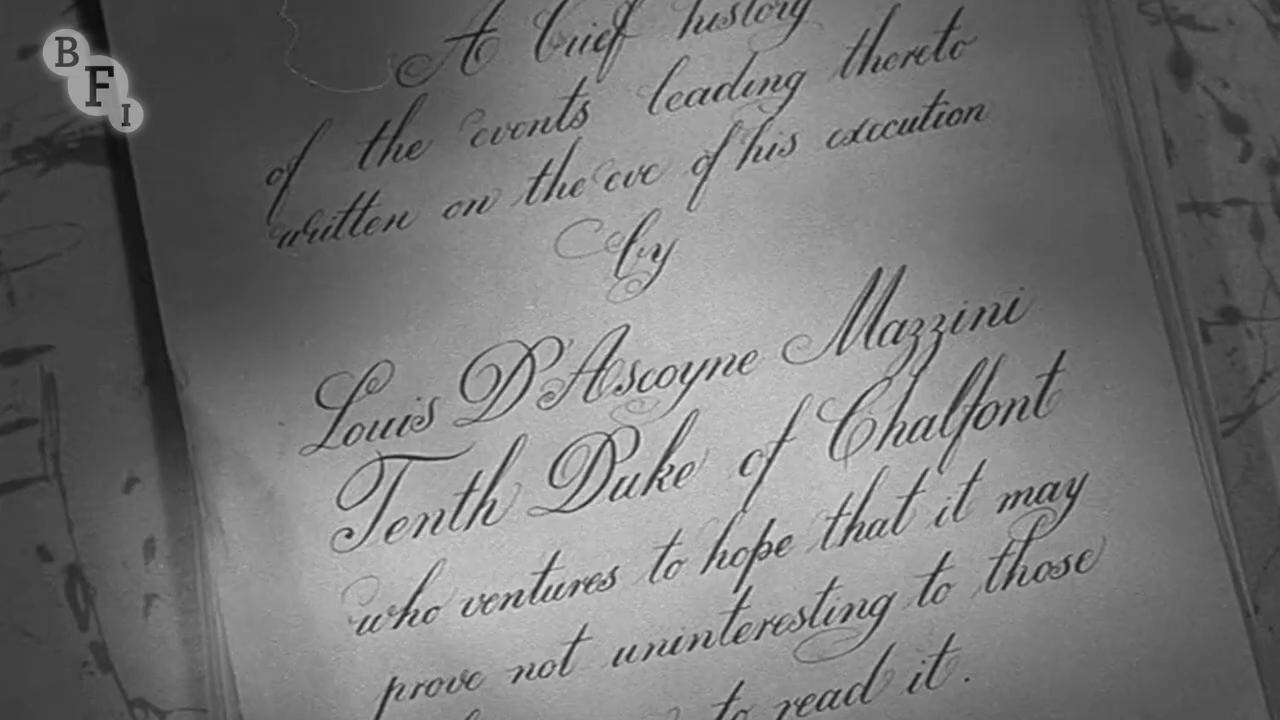 BFI
A brief history
of the events leading thereto
written on the eve of his execution
by
Louis D'Ascoyne Mazzini
Tenth Duke of Chalfont
who ventures to hope that it may
prove not uninteresting to those
to read it.